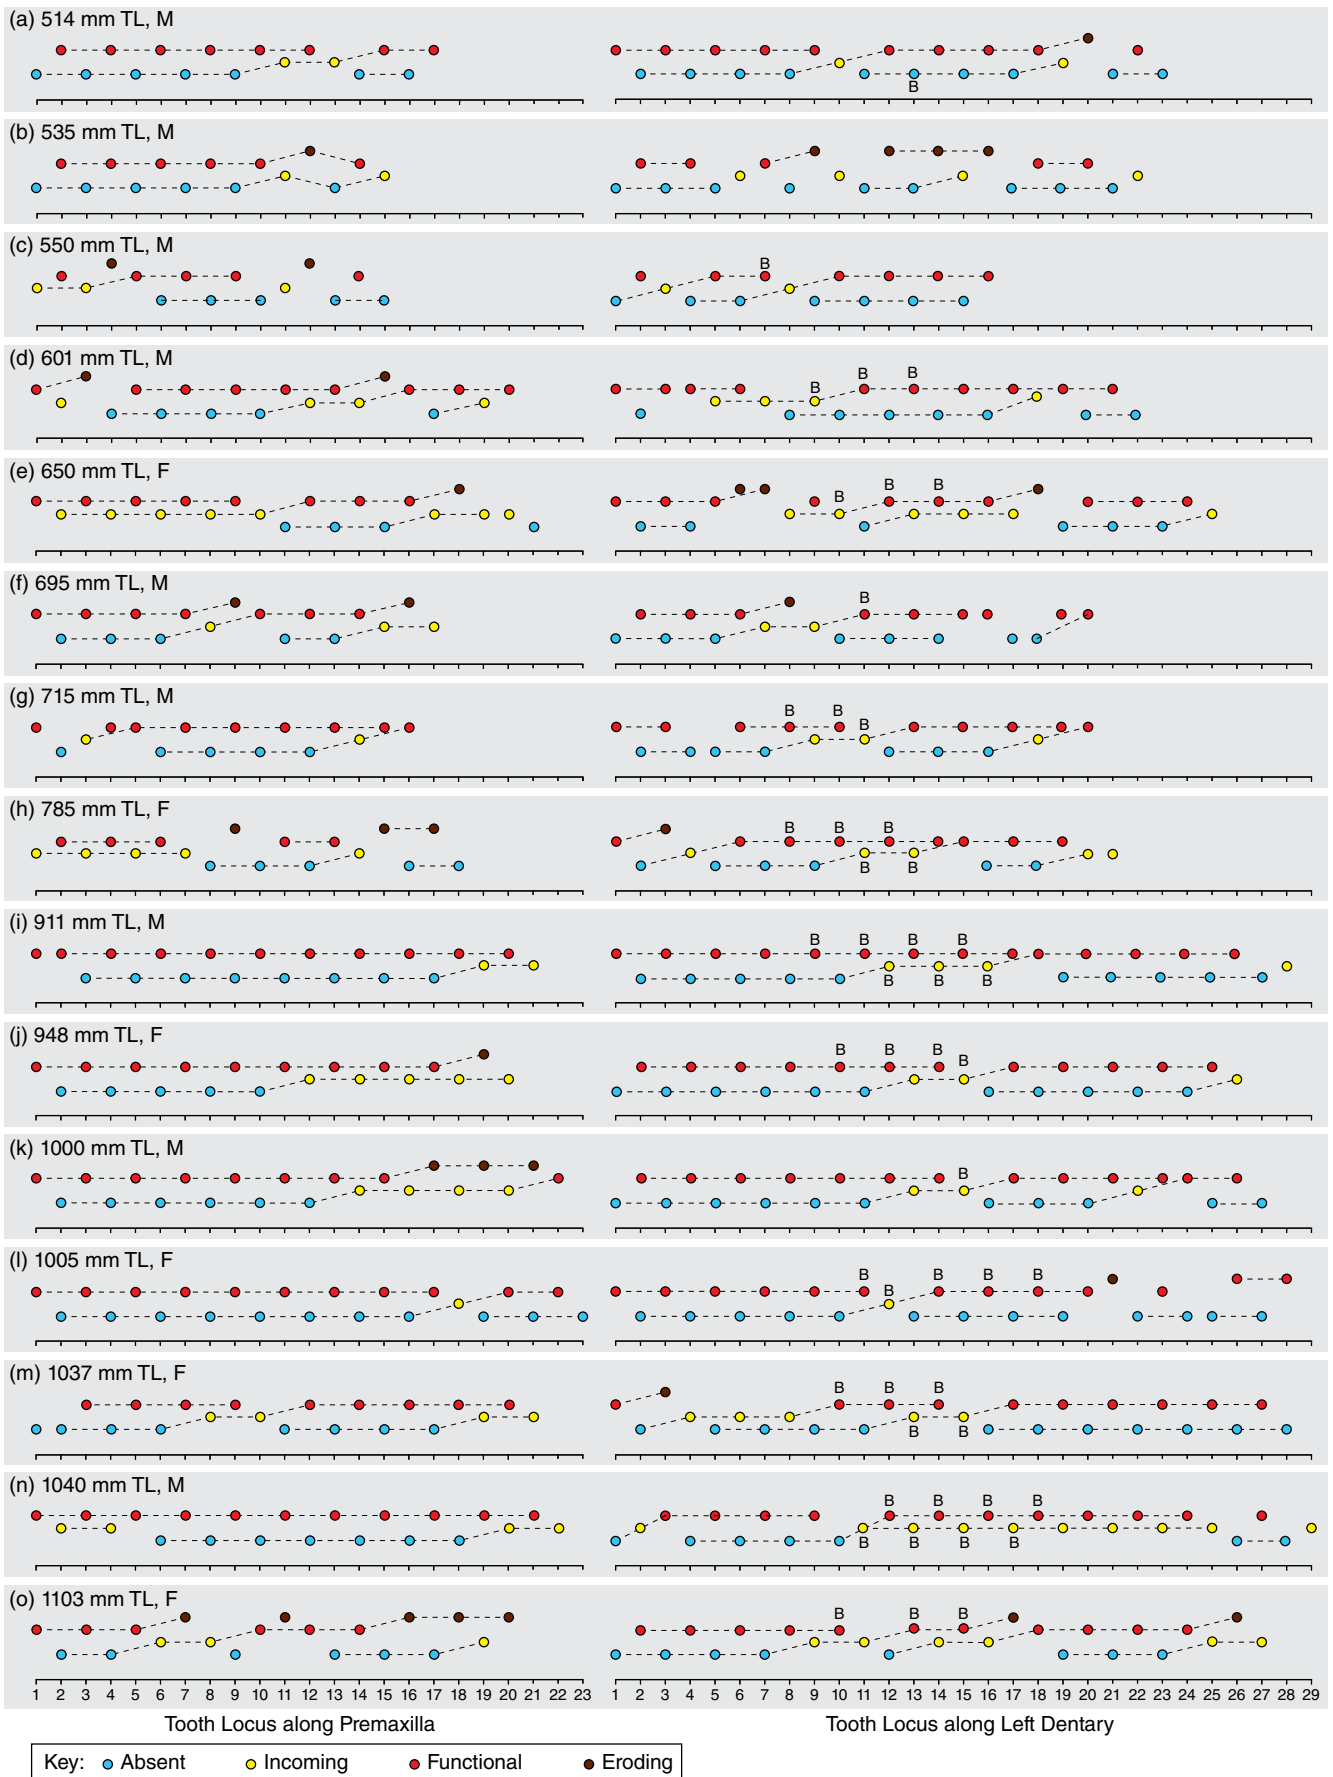 (a) 514 mm TL, M
B
(b) 535 mm TL, M
(c) 550 mm TL, M
B
(d) 601 mm TL, M
B B B
(e) 650 mm TL, F
B B B
(f) 695 mm TL, M
B
(g) 715 mm TL, M
B B B
(h) 785 mm TL, F
B B B
B B
(i) 911 mm TL, M
B B B B
B B B
(j) 948 mm TL, F
B B B B
(k) 1000 mm TL, M
B
(l) 1005 mm TL, F
B B B B B
(m) 1037 mm TL, F
B B B
B B
(n) 1040 mm TL, M
B B B B
B B B B
(o) 1103 mm TL, F
B B B
1 2 3 4 5 6 7 8 9 10 11 12 13 14 15 16 17 18 19 20 21 22 23 1 2 3 4 5 6 7 8 9 10 11 12 13 14 15 16 17 18 19 20 21 22 23 24 25 26 27 28 29
Tooth Locus along Premaxilla Tooth Locus along Left Dentary
Key: Absent Incoming Functional Eroding